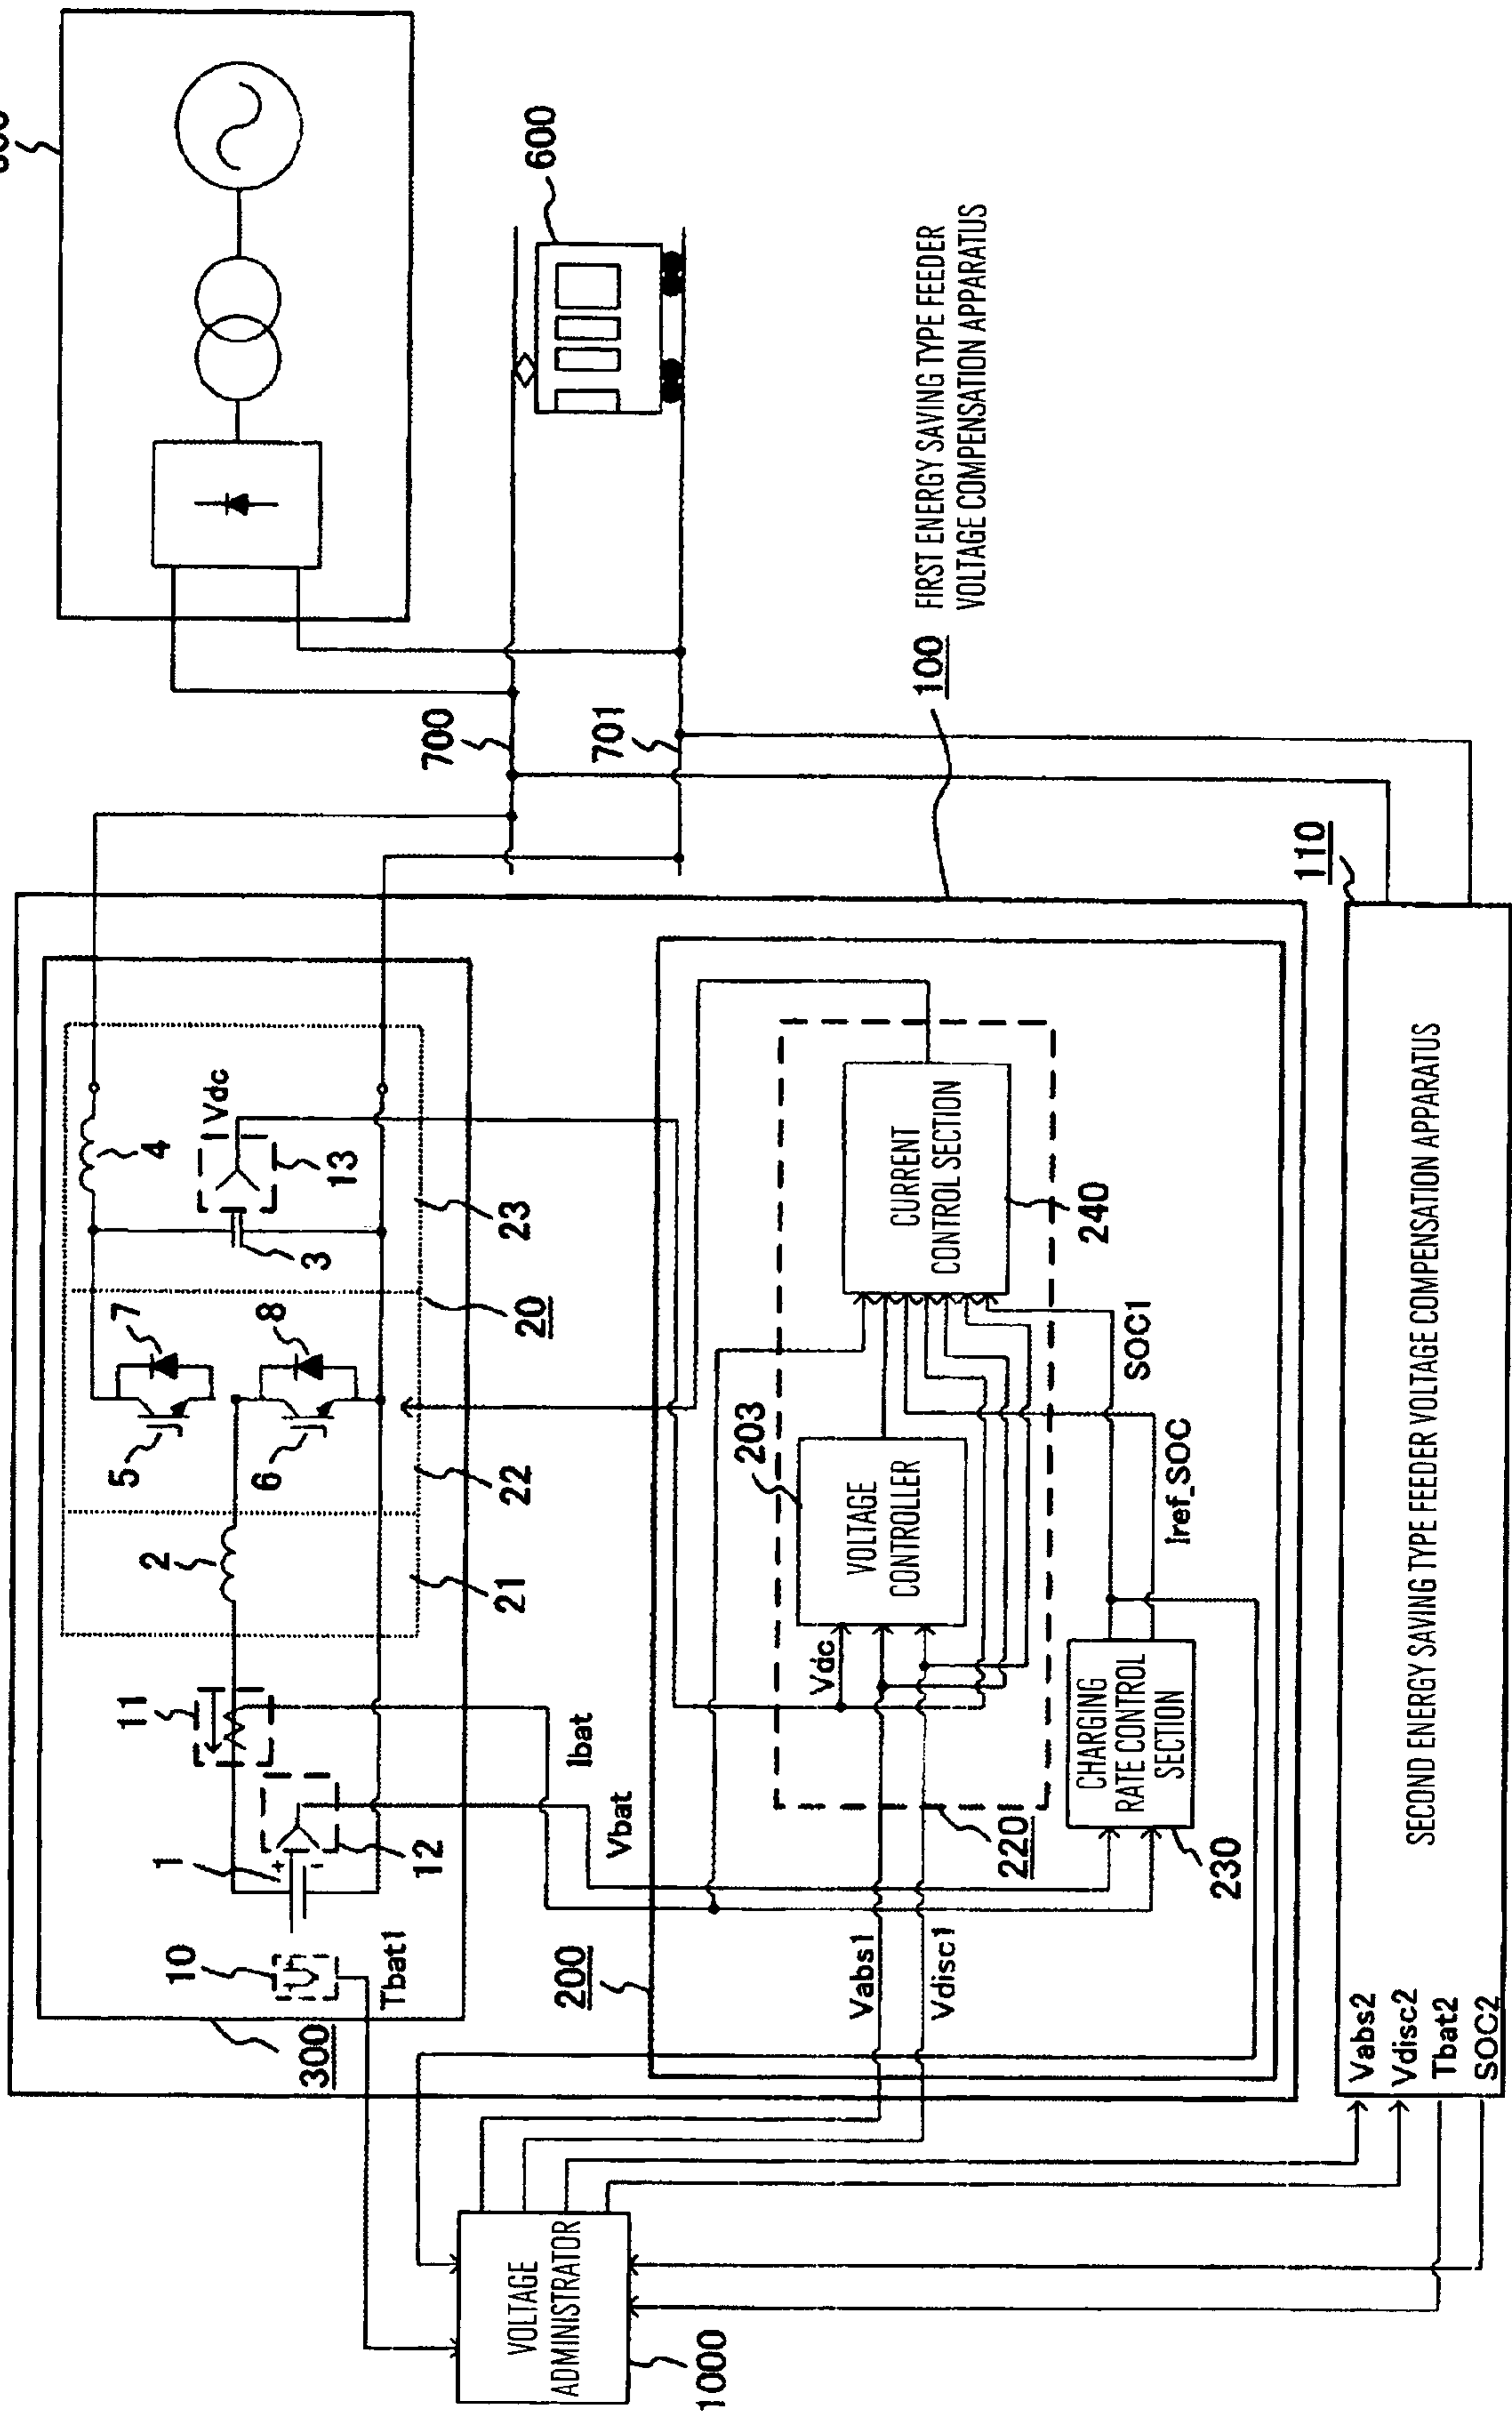 300
10
Tbat1
1
+
-
12
11
2
21
5
6
7
8
22
20
3
4
Vdc
13
23
Vbat
Ibat
200
700
701
600
VOLTAGE
ADMINISTRATOR
1000
Vabs1
Vdisc1
Vdc
203
VOLTAGE
CONTROLLER
CURRENT
CONTROL SECTION
240
220
CHARGING
RATE CONTROL
SECTION
230
Iref_SOC
SOC1
100
FIRST ENERGY SAVING TYPE FEEDER
VOLTAGE COMPENSATION APPARATUS
110
Vabs2
Vdisc2
Tbat2
SOC2
SECOND ENERGY SAVING TYPE FEEDER VOLTAGE COMPENSATION APPARATUS